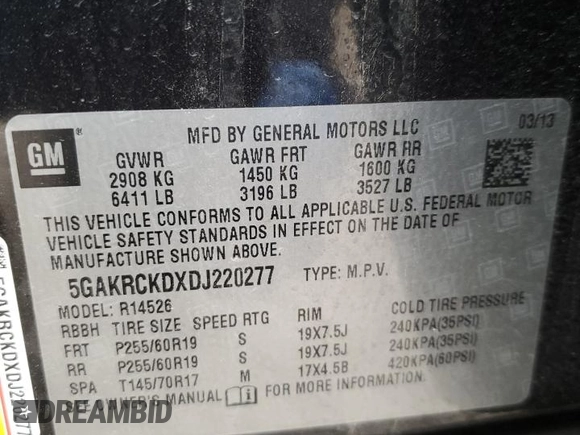 GM ®
MFD BY GENERAL MOTORS LLC 03/13
GVWR GAWR FRT GAWR RR
2908 KG 1450 KG 1600 KG
6411 LB 3196 LB 3527 LB
THIS VEHICLE CONFORMS TO ALL APPLICABLE U.S. FEDERAL MOTOR
VEHICLE SAFETY STANDARDS IN EFFECT ON THE DATE OF
MANUFACTURE SHOWN ABOVE.
5GAKRCKDXDJ220277 TYPE: M.P.V.
MODEL: R14526
RBBH TIRE SIZE SPEED RTG RIM COLD TIRE PRESSURE
FRT P255/60R19 S 19X7.5J 240KPA(35PSI)
RR P255/60R19 S 19X7.5J 240KPA(35PSI)
SPA T145/70R17 M 17X4.5B 420KPA(60PSI)
SEE OWNER'S MANUAL i FOR MORE INFORMATION.
5GAKRCKDXDJ220277
DREAMBID